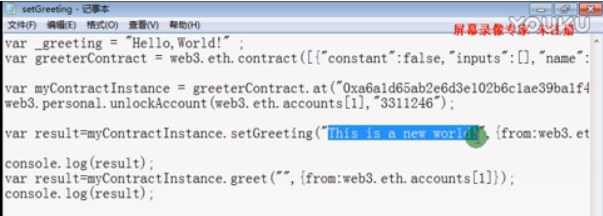 setGreeting - 记事本
YOUKU
文件(F) 编辑(E) 格式(O) 查看(V) 帮助(H)
屏幕录像专家 未注册
var _greeting = "Hello,World!" ;
var greeterContract = web3.eth.contract([{"constant":false,"inputs":[],"name":
var myContractInstance = greeterContract.at("0xa6a1d65ab2e6d3e102b6c1ae39ba1f4
web3.personal.unlockAccount(web3.eth.accounts[1],"3311246");
var result=myContractInstance.setGreeting("This is a new world!",{from:web3.et
console.log(result);
var result=myContractInstance.greet("",{from:web3.eth.accounts[1]});
console.log(result);